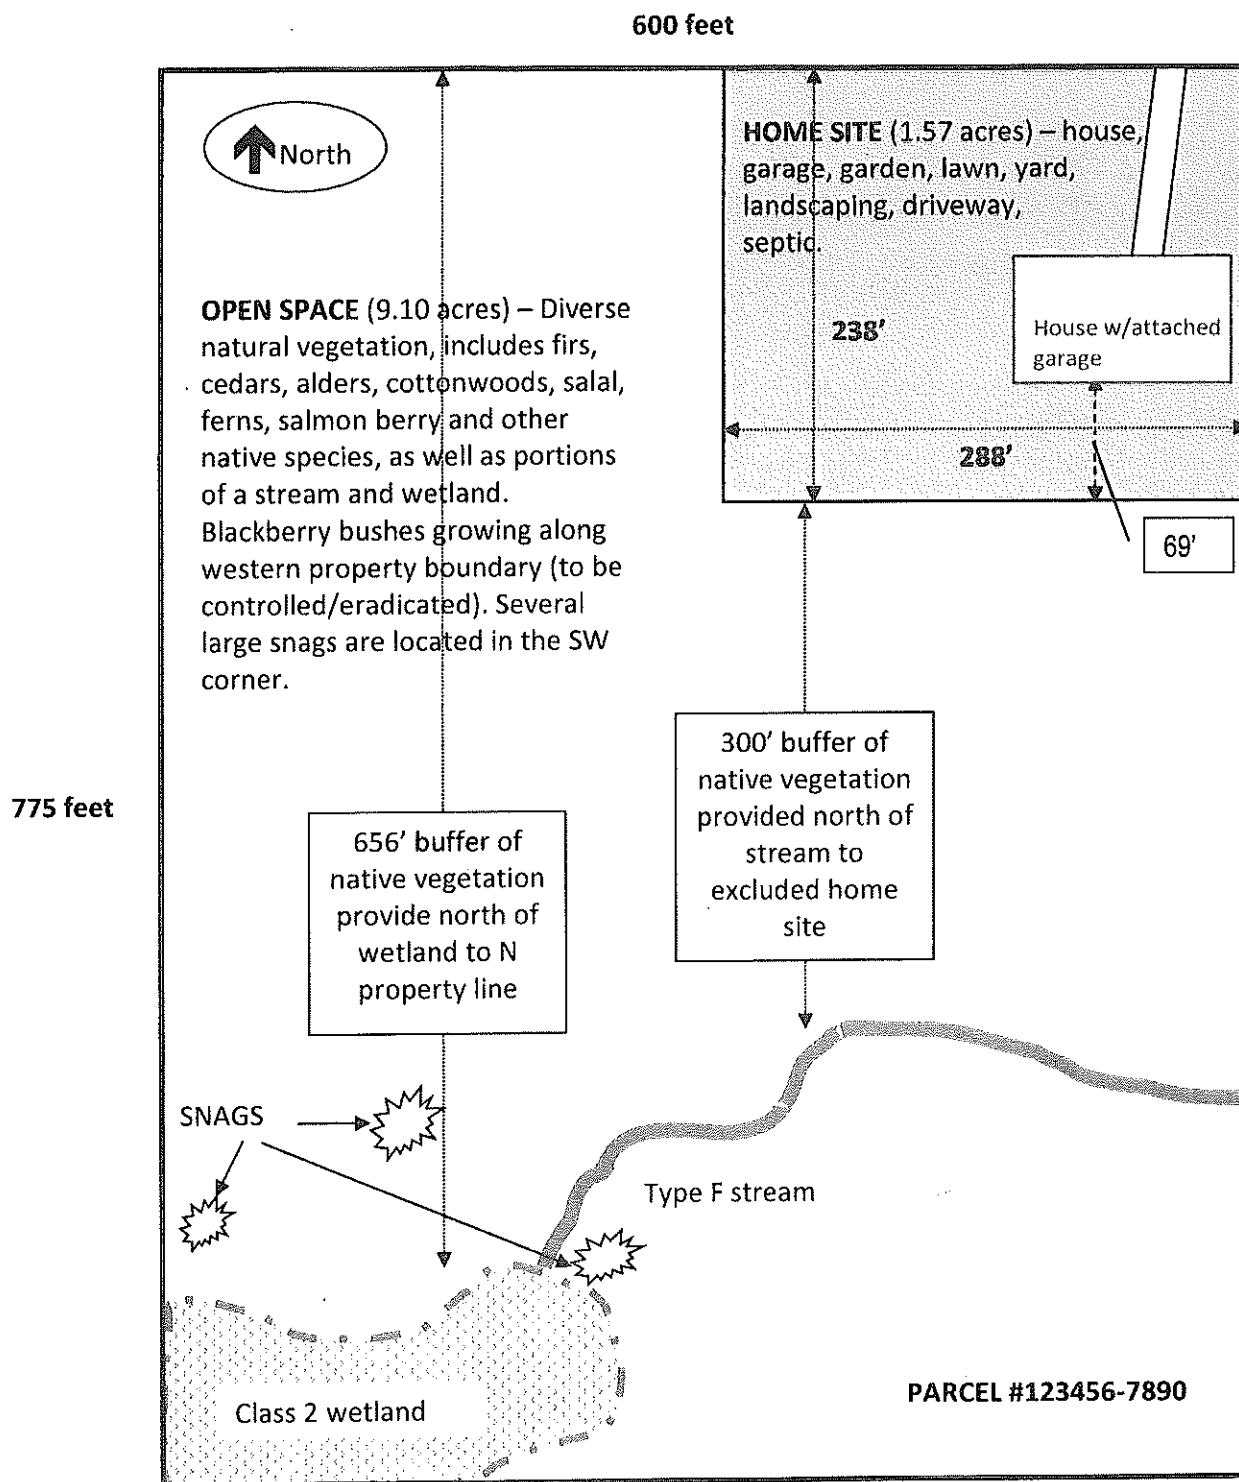 600 feet
North
HOME SITE (1.57 acres) – house,
garage, garden, lawn, yard,
landscaping, driveway,
septic.
House w/attached
garage
238'
288'
69'
OPEN SPACE (9.10 acres) – Diverse
natural vegetation, includes firs,
cedars, alders, cottonwoods, salal,
ferns, salmon berry and other
native species, as well as portions
of a stream and wetland.
Blackberry bushes growing along
western property boundary (to be
controlled/eradicated). Several
large snags are located in the SW
corner.
775 feet
656' buffer of
native vegetation
provide north of
wetland to N
property line
300' buffer of
native vegetation
provided north of
stream to
excluded home
site
SNAGS
Type F stream
Class 2 wetland
PARCEL #123456-7890